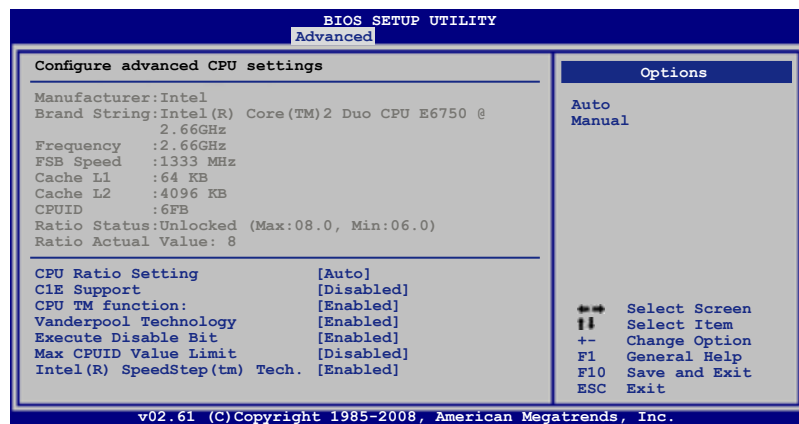 BIOS SETUP UTILITY
Advanced
Configure advanced CPU settings
Manufacturer:Intel
Brand String:Intel(R) Core(TM)2 Duo CPU E6750 @
2.66GHz
Frequency :2.66GHz
FSB Speed :1333 MHz
Cache L1 :64 KB
Cache L2 :4096 KB
CPUID :6FB
Ratio Status:Unlocked (Max:08.0, Min:06.0)
Ratio Actual Value: 8
CPU Ratio Setting [Auto]
C1E Support [Disabled]
CPU TM function: [Enabled]
Vanderpool Technology [Enabled]
Execute Disable Bit [Enabled]
Max CPUID Value Limit [Disabled]
Intel(R) SpeedStep(tm) Tech. [Enabled]
Options
Auto
Manual
←→ Select Screen
↑↓ Select Item
+- Change Option
F1 General Help
F10 Save and Exit
ESC Exit
v02.61 (C)Copyright 1985-2008, American Megatrends, Inc.